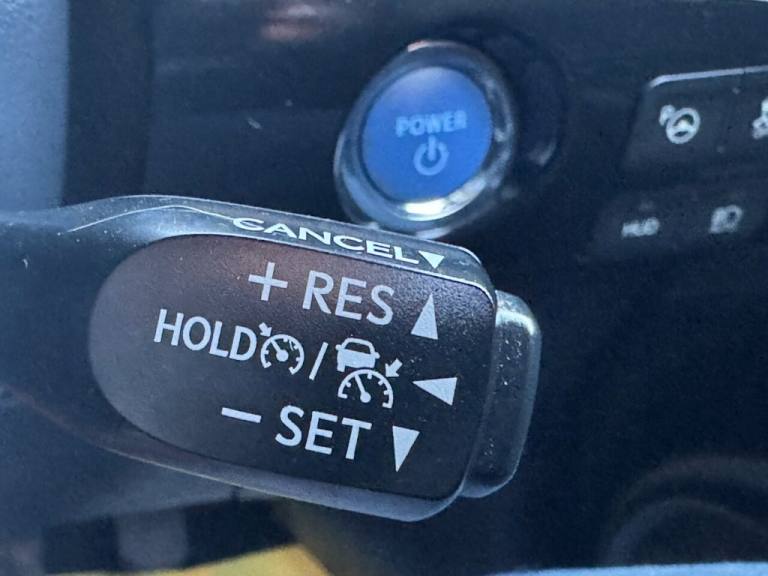 POWER
P
HUD
CANCEL▼
+ RES ▲
HOLD / ◀
− SET ▼